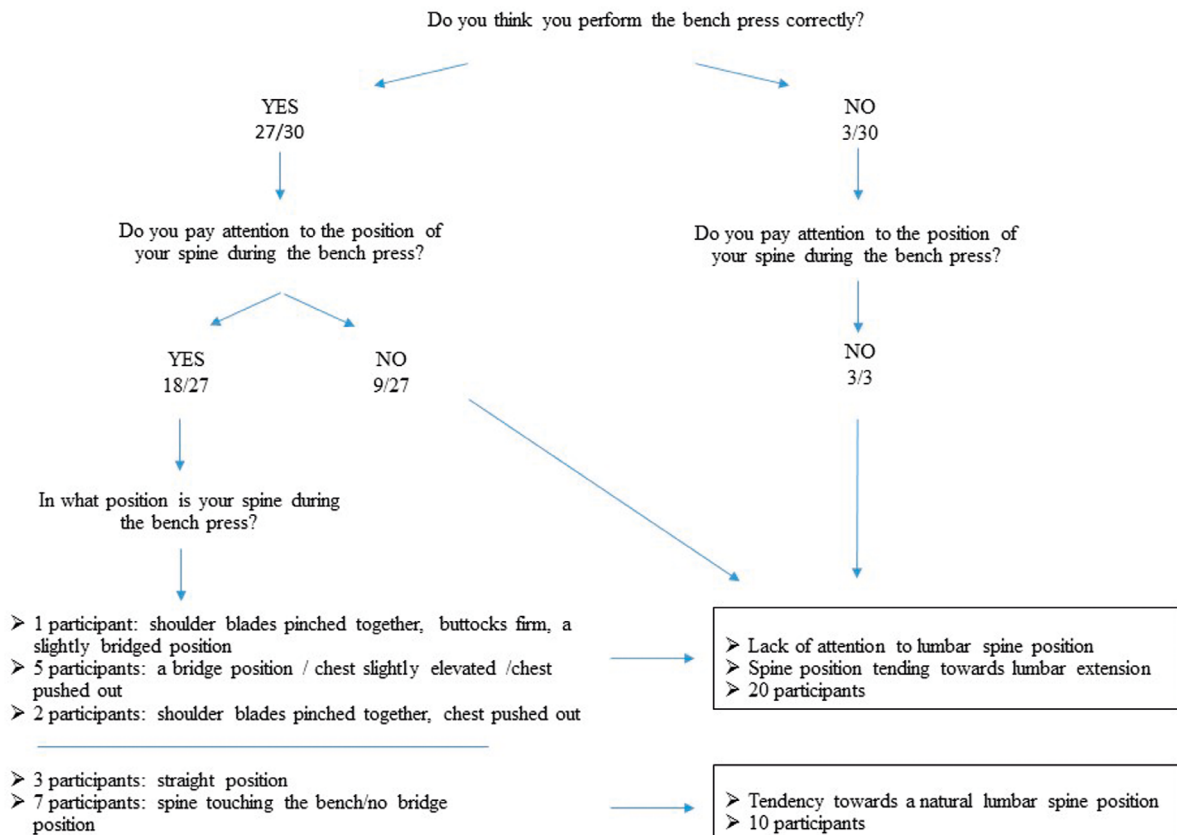 Do you think you perform the bench press correctly?
YES
27/30
NO
3/30
Do you pay attention to the position of
your spine during the bench press?
Do you pay attention to the position of
your spine during the bench press?
YES
18/27
NO
9/27
NO
3/3
In what position is your spine during
the bench press?
➢ 1 participant: shoulder blades pinched together, buttocks firm, a
slightly bridged position
➢ 5 participants: a bridge position / chest slightly elevated /chest
pushed out
➢ 2 participants: shoulder blades pinched together, chest pushed out
➢ Lack of attention to lumbar spine position
➢ Spine position tending towards lumbar extension
➢ 20 participants
➢ 3 participants: straight position
➢ 7 participants: spine touching the bench/no bridge
position
➢ Tendency towards a natural lumbar spine position
➢ 10 participants